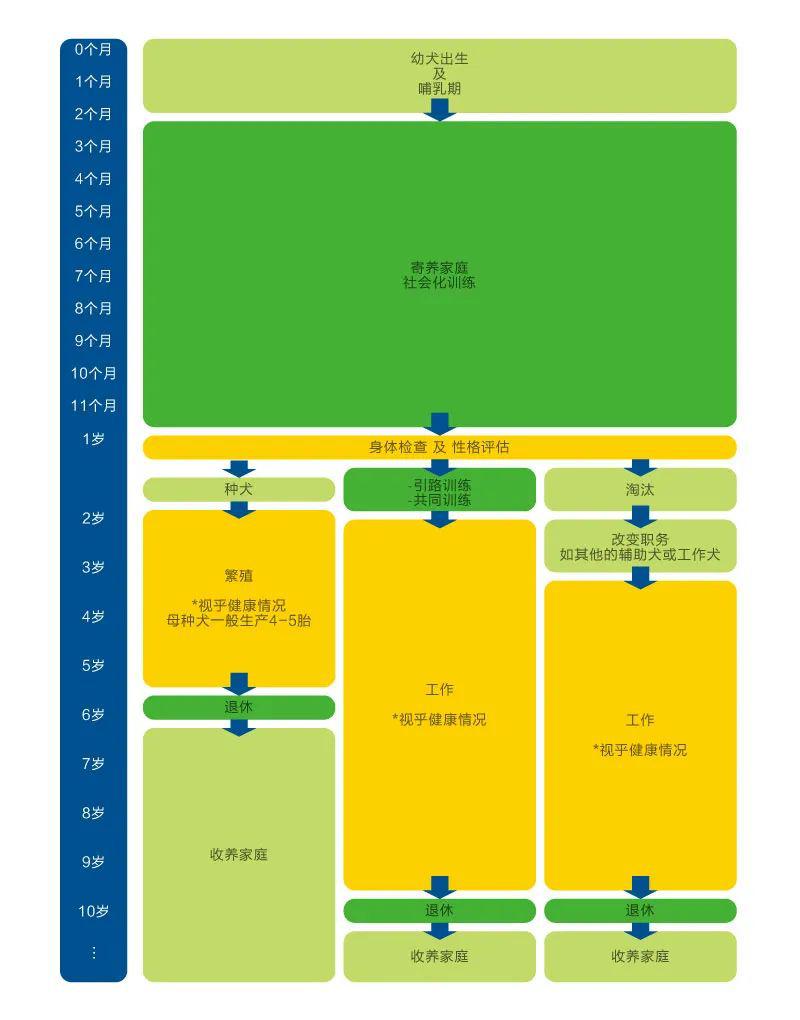 0个月
1个月
2个月
3个月
4个月
5个月
6个月
7个月
8个月
9个月
10个月
11个月
1岁
2岁
3岁
4岁
5岁
6岁
7岁
8岁
9岁
10岁
⋮
幼犬出生
及
哺乳期
寄养家庭
社会化训练
身体检查 及 性格评估
种犬
繁殖
*视乎健康情况
母种犬一般生产4-5胎
退休
收养家庭
-引路训练
-共同训练
工作
*视乎健康情况
退休
收养家庭
淘汰
改变职务
如其他的辅助犬或工作犬
工作
*视乎健康情况
退休
收养家庭